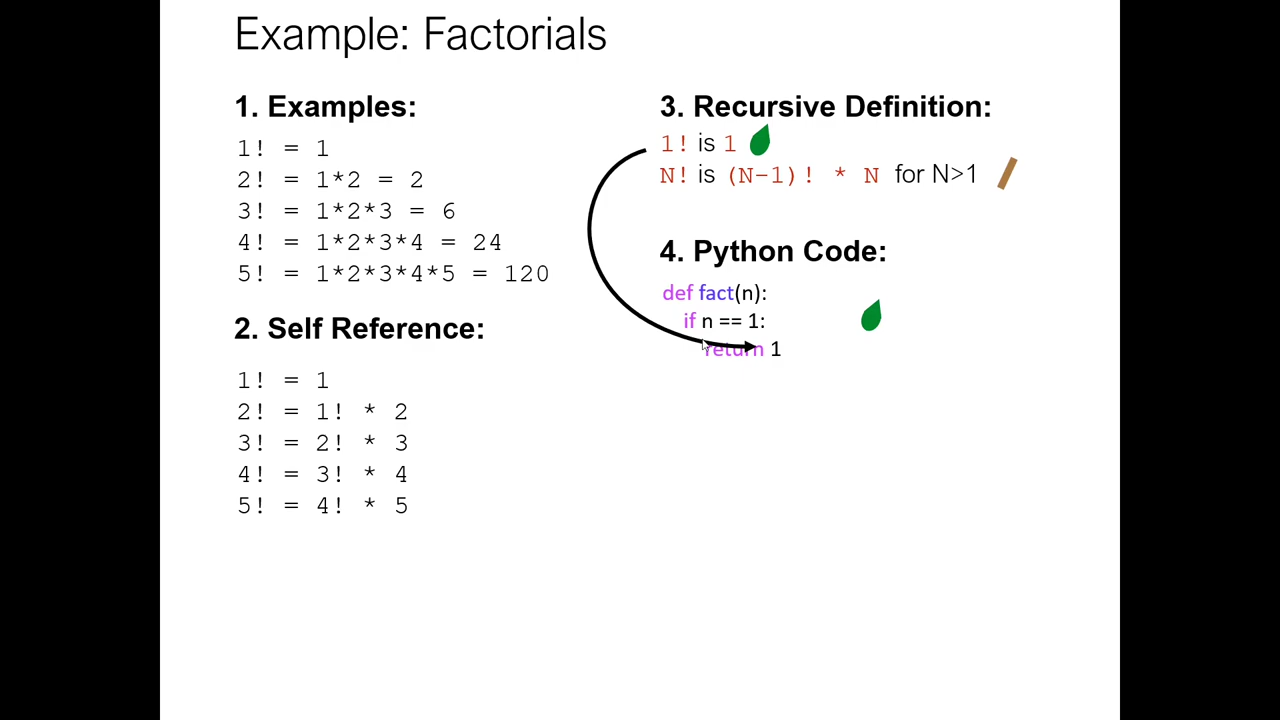 Example: Factorials
1. Examples:
1! = 1
2! = 1*2 = 2
3! = 1*2*3 = 6
4! = 1*2*3*4 = 24
5! = 1*2*3*4*5 = 120
2. Self Reference:
1! = 1
2! = 1! * 2
3! = 2! * 3
4! = 3! * 4
5! = 4! * 5
3. Recursive Definition:
1! is 1
N! is (N-1)! * N for N>1
4. Python Code:
def fact(n):
if n == 1:
return 1